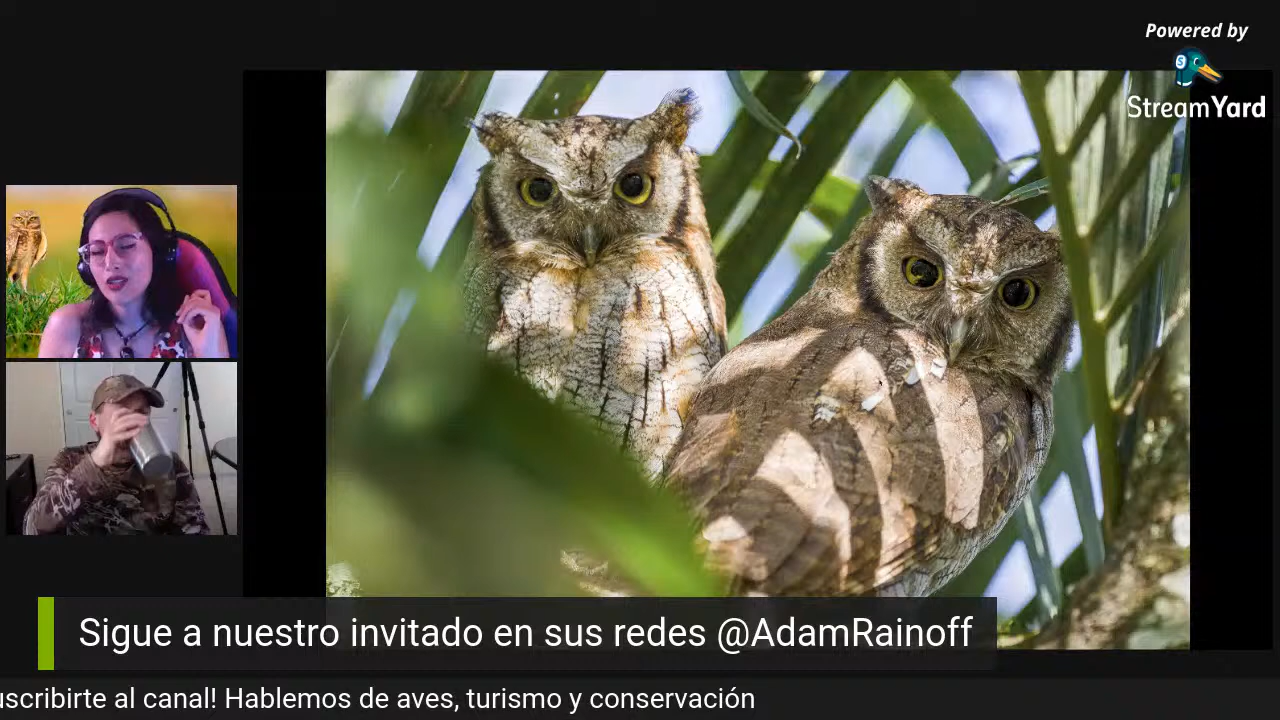 Powered by
StreamYard
Sigue a nuestro invitado en sus redes @AdamRainoff
uscribirte al canal! Hablemos de aves, turismo y conservación